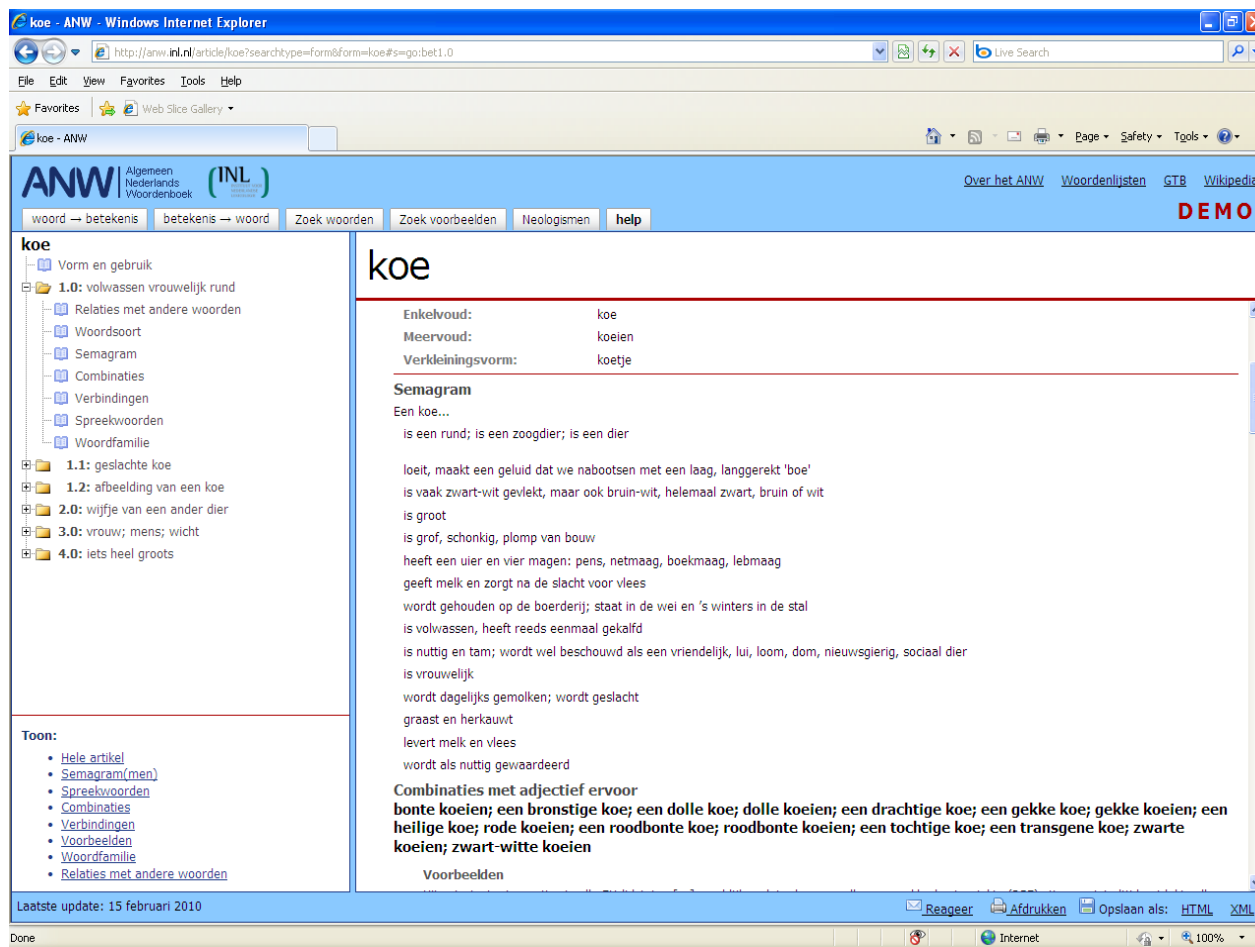 koe - ANW - Windows Internet Explorer
http://anw.inl.nl/article/koe?searchtype=form&form=koe#s=go:bet1.0
Live Search
File Edit View Favorites Tools Help
Favorites Web Slice Gallery
koe - ANW
Page Safety Tools
ANW Algemeen Nederlands Woordenboek (INL)
Over het ANW Woordenlijsten GTB Wikipedia
woord → betekenis betekenis → woord Zoek woorden Zoek voorbeelden Neologismen help
DEMO
koe
Vorm en gebruik
1.0: volwassen vrouwelijk rund
Relaties met andere woorden
Woordsoort
Semagram
Combinaties
Verbindingen
Spreekwoorden
Woordfamilie
1.1: geslachte koe
1.2: afbeelding van een koe
2.0: wijfje van een ander dier
3.0: vrouw; mens; wicht
4.0: iets heel groots
Toon:
• Hele artikel
• Semagram(men)
• Spreekwoorden
• Combinaties
• Verbindingen
• Voorbeelden
• Woordfamilie
• Relaties met andere woorden
koe
Enkelvoud: koe
Meervoud: koeien
Verkleiningsvorm: koetje
Semagram
Een koe...
is een rund; is een zoogdier; is een dier
loeit, maakt een geluid dat we nabootsen met een laag, langgerekt 'boe'
is vaak zwart-wit gevlekt, maar ook bruin-wit, helemaal zwart, bruin of wit
is groot
is grof, schonkig, plomp van bouw
heeft een uier en vier magen: pens, netmaag, boekmaag, lebmaag
geeft melk en zorgt na de slacht voor vlees
wordt gehouden op de boerderij; staat in de wei en ’s winters in de stal
is volwassen, heeft reeds eenmaal gekalfd
is nuttig en tam; wordt wel beschouwd als een vriendelijk, lui, loom, dom, nieuwsgierig, sociaal dier
is vrouwelijk
wordt dagelijks gemolken; wordt geslacht
graast en herkauwt
levert melk en vlees
wordt als nuttig gewaardeerd
Combinaties met adjectief ervoor
bonte koeien; een bronstige koe; een dolle koe; dolle koeien; een drachtige koe; een gekke koe; gekke koeien; een
heilige koe; rode koeien; een roodbonte koe; roodbonte koeien; een tochtige koe; een transgene koe; zwarte
koeien; zwart-witte koeien
Voorbeelden
Laatste update: 15 februari 2010
Reageer Afdrukken Opslaan als: HTML XML
Done Internet 100%